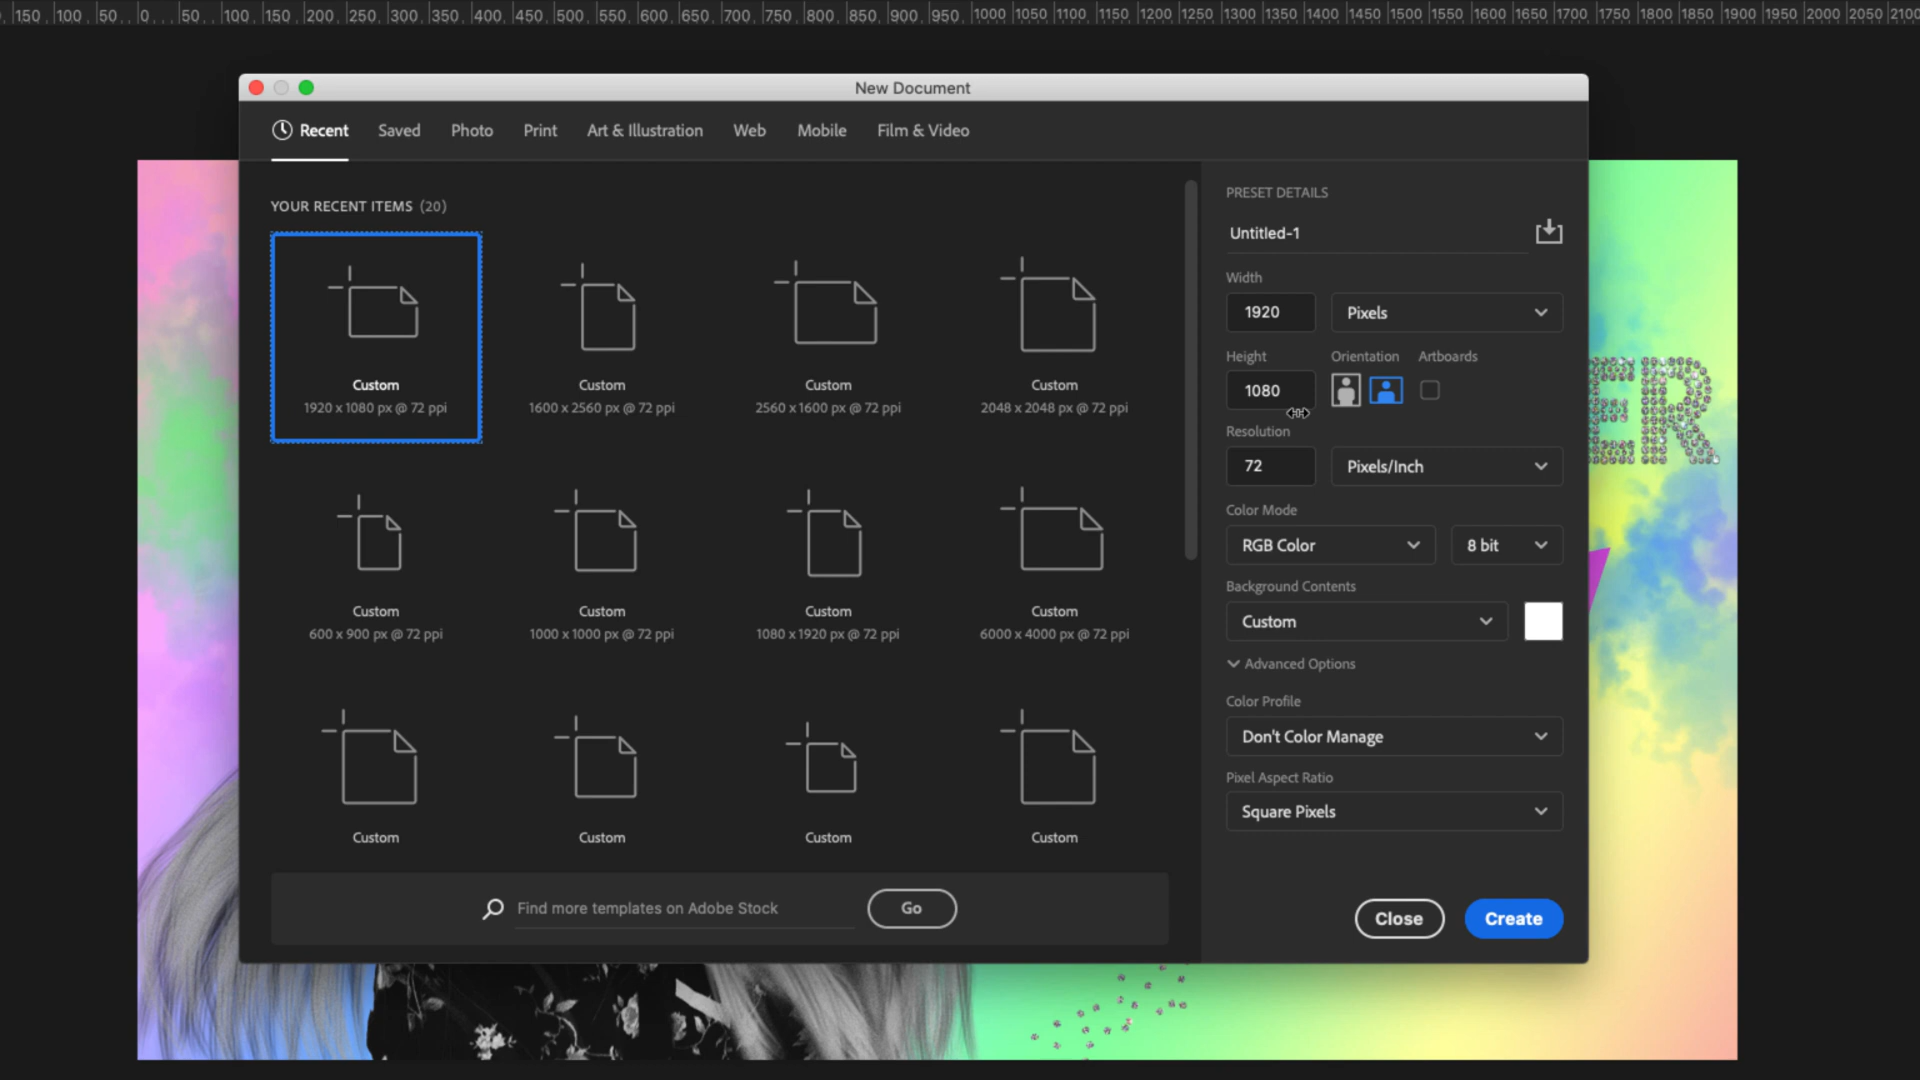 150 100 50 0 50 100 150 200 250 300 350 400 450 500 550 600 650 700 750 800 850 900 950 1000 1050 1100 1150 1200 1250 1300 1350 1400 1450 1500 1550 1600 1650 1700 1750 1800 1850 1900 1950 2000 2050 2100
New Document
Recent Saved Photo Print Art & Illustration Web Mobile Film & Video
YOUR RECENT ITEMS (20)
Custom Custom Custom Custom
1920 x 1080 px @ 72 ppi 1600 x 2560 px @ 72 ppi 2560 x 1600 px @ 72 ppi 2048 x 2048 px @ 72 ppi
Custom Custom Custom Custom
600 x 900 px @ 72 ppi 1000 x 1000 px @ 72 ppi 1080 x 1920 px @ 72 ppi 6000 x 4000 px @ 72 ppi
Custom Custom Custom Custom
Find more templates on Adobe Stock Go
PRESET DETAILS
Untitled-1
Width
1920 Pixels
Height Orientation Artboards
1080
Resolution
72 Pixels/Inch
Color Mode
RGB Color 8 bit
Background Contents
Custom
Advanced Options
Color Profile
Don't Color Manage
Pixel Aspect Ratio
Square Pixels
Close Create
ER